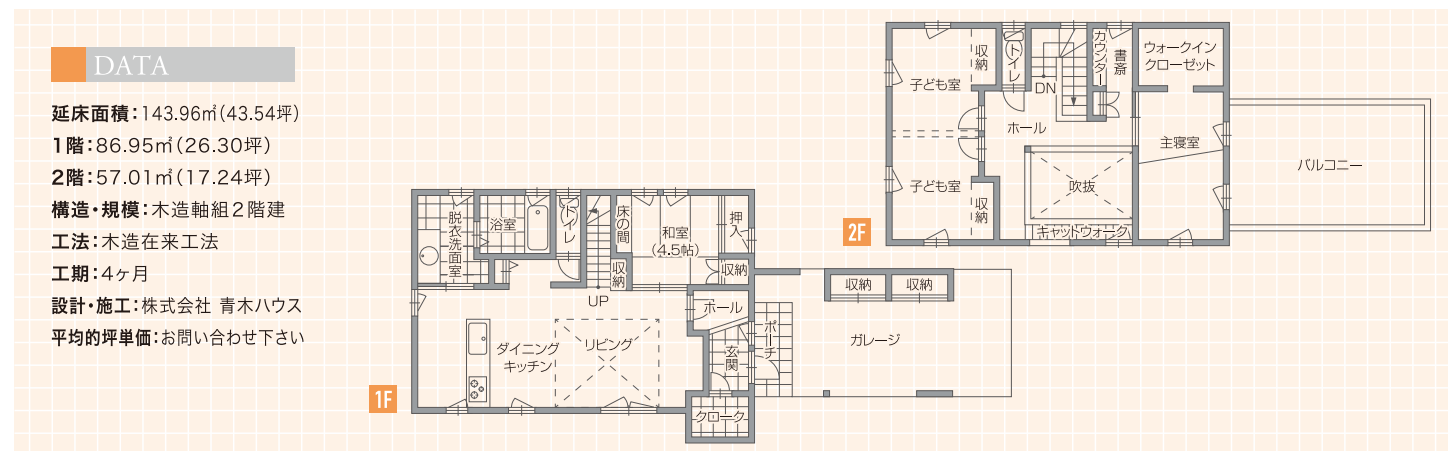 DATA
延床面積：143.96㎡（43.54坪）
1階：86.95㎡（26.30坪）
2階：57.01㎡（17.24坪）
構造・規模：木造軸組2階建
工法：木造在来工法
工期：4ヶ月
設計・施工：株式会社 青木ハウス
平均的坪単価：お問い合わせ下さい
1F
脱衣洗面室
浴室
トイレ
収納
UP
床の間
和室
（4.5帖）
押入
収納
ホール
ダイニング
キッチン
リビング
玄関
ポーチ
クローク
収納
収納
ガレージ
2F
子ども室
収納
トイレ
DN
カウンター
書斎
ウォークイン
クローゼット
ホール
主寝室
バルコニー
子ども室
収納
吹抜
キャットウォーク